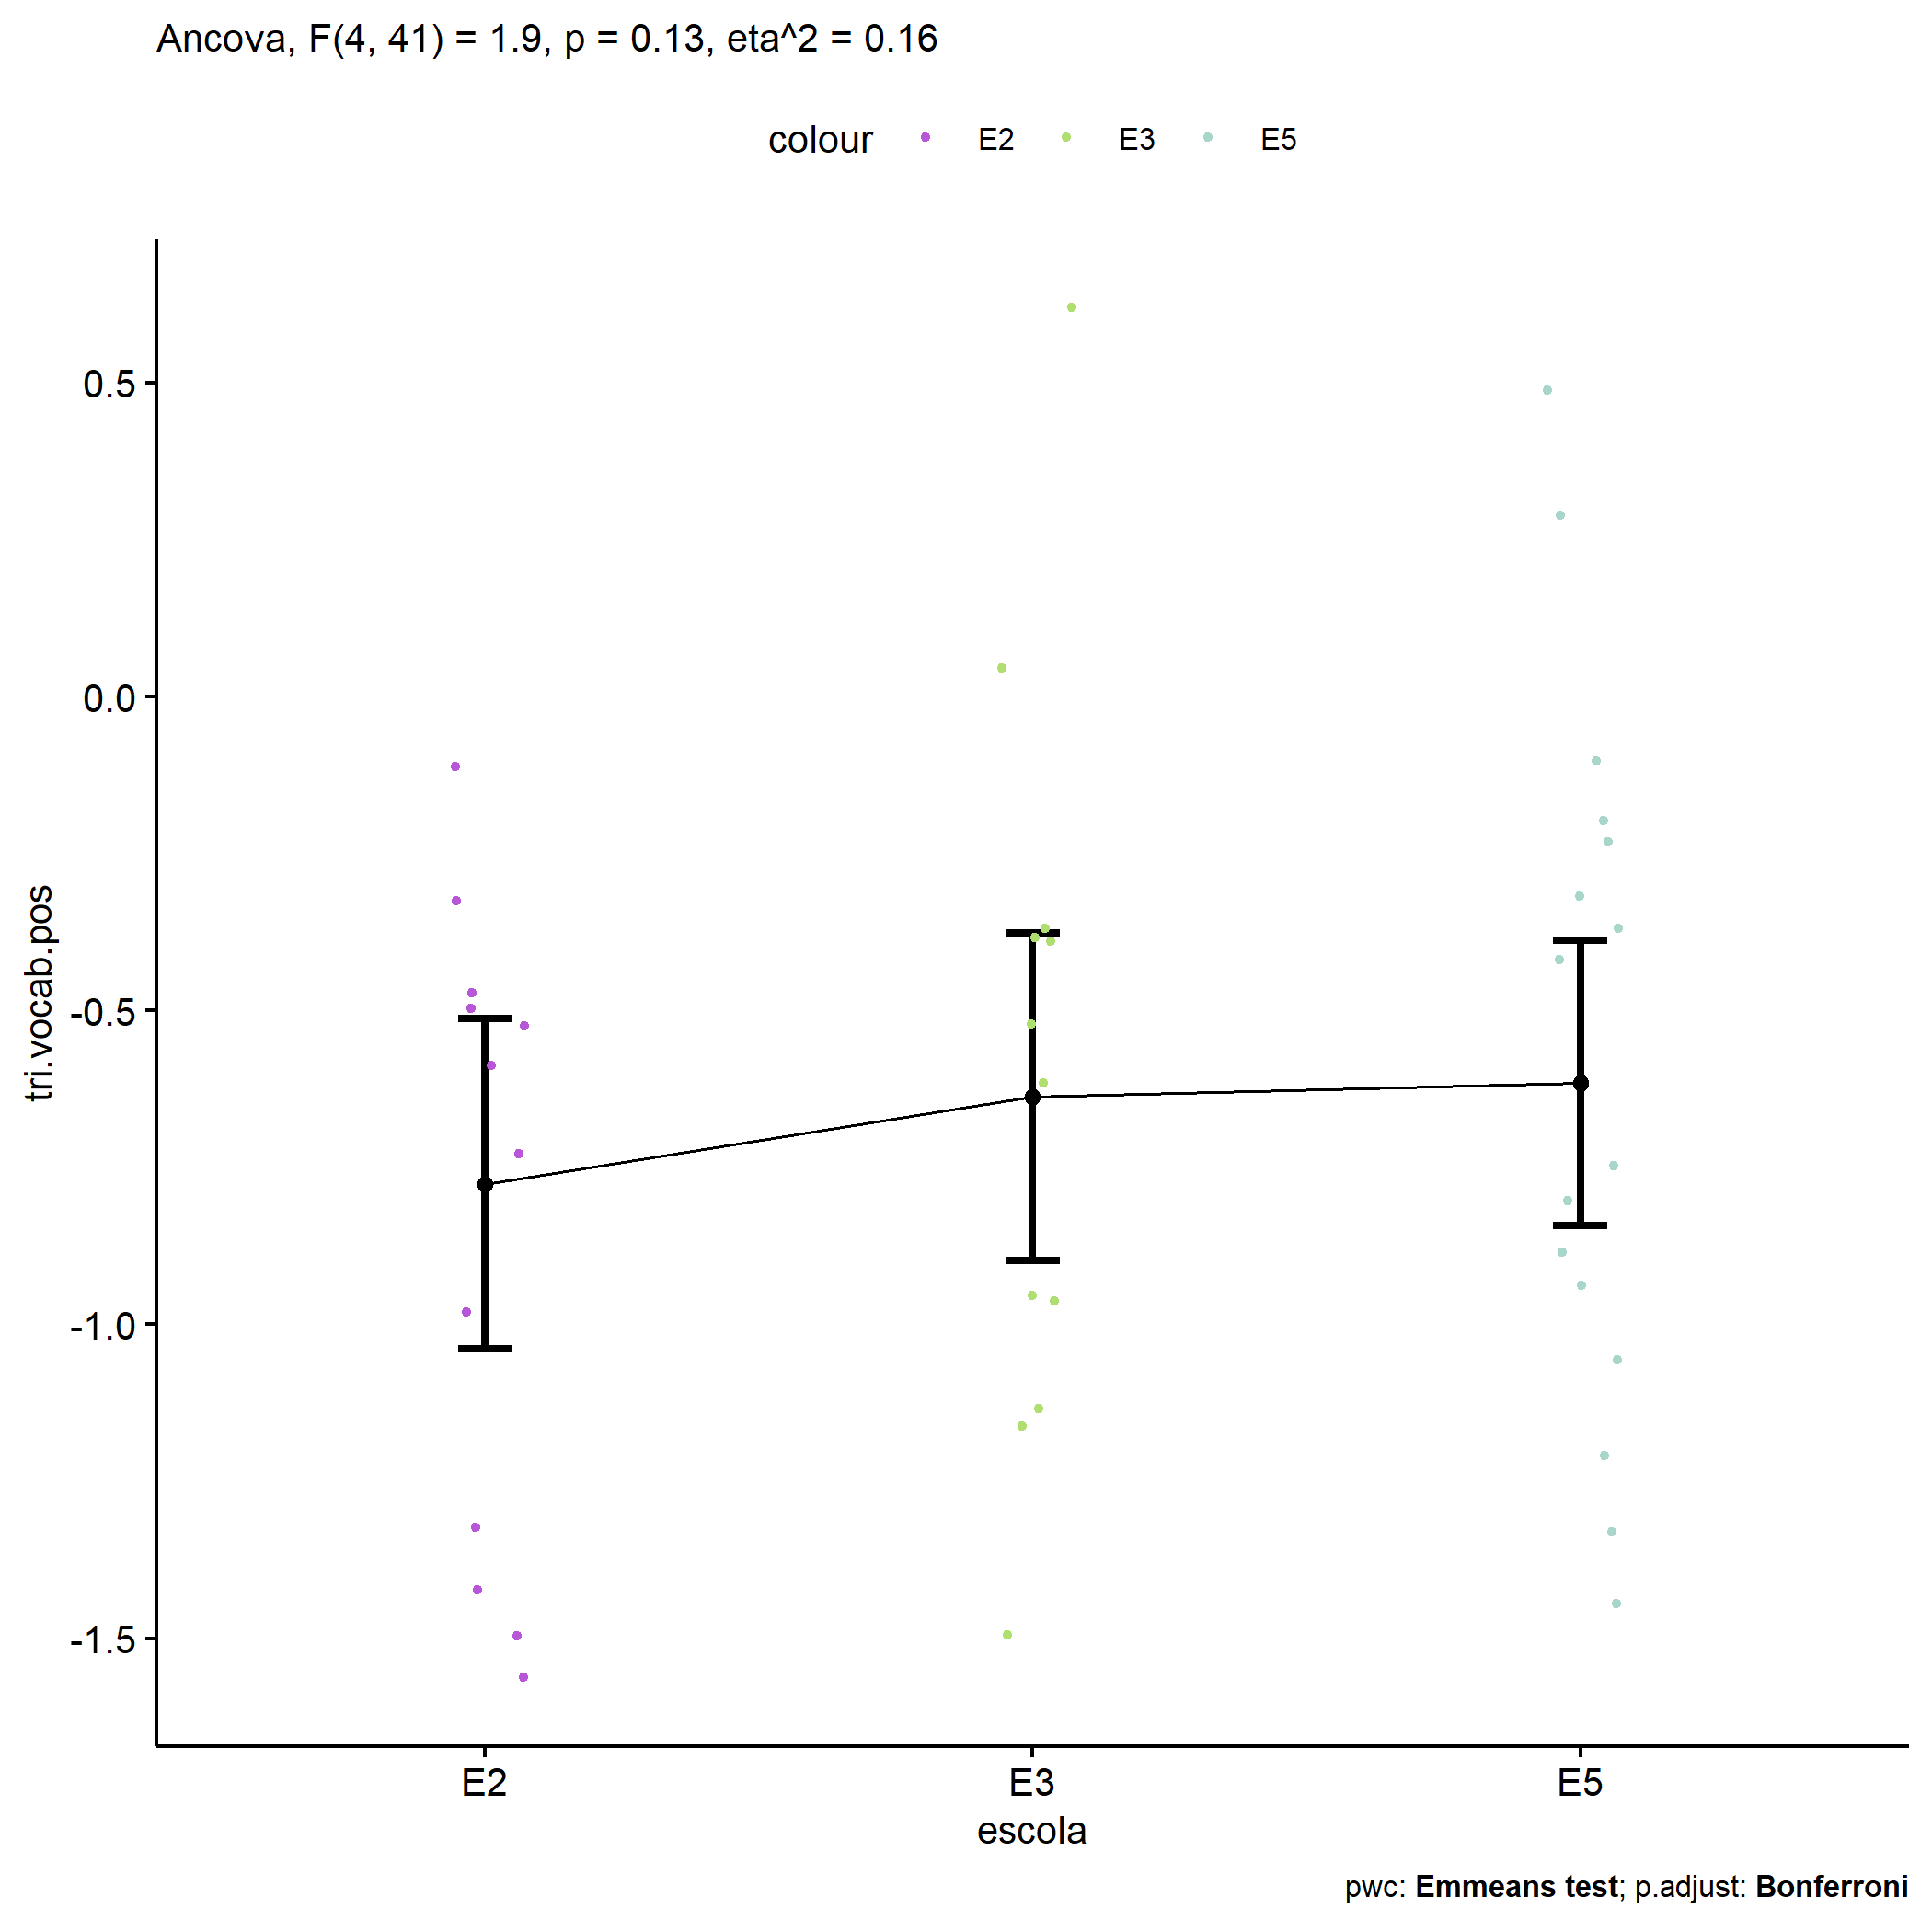 Ancova, F(4, 41) = 1.9, p = 0.13, eta^2 = 0.16
colour E2 E3 E5
0.5
0.0
-0.5
-1.0
-1.5
tri.vocab.pos
E2 E3 E5
escola
pwc: Emmeans test; p.adjust: Bonferroni